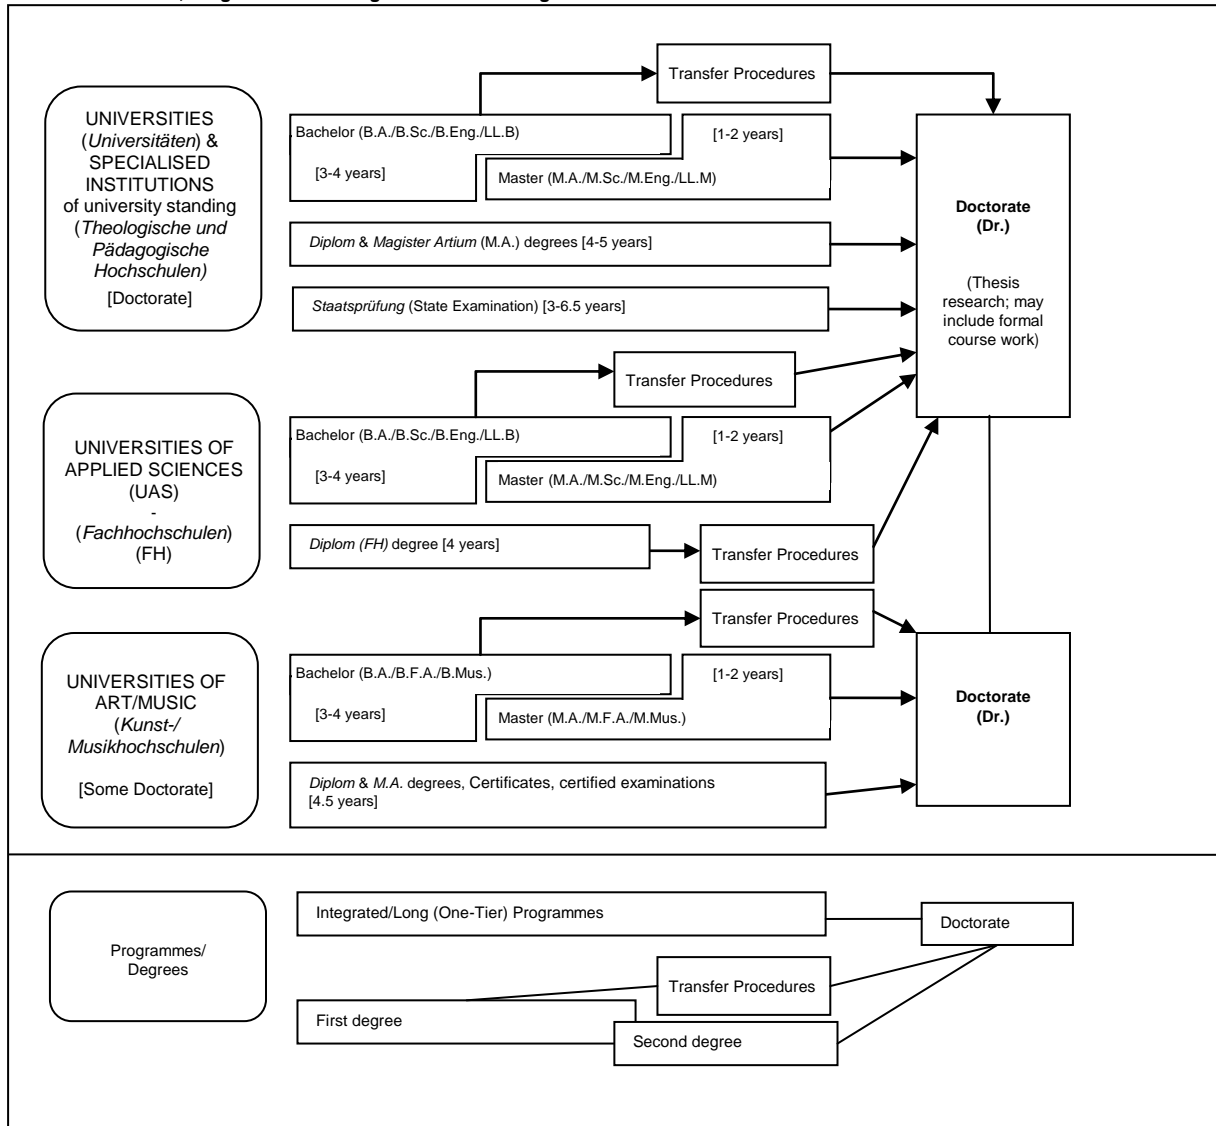 Transfer Procedures
UNIVERSITIES
(Universitäten) &
SPECIALISED
INSTITUTIONS
of university standing
(Theologische und
Pädagogische
Hochschulen)
[Doctorate]
Bachelor (B.A./B.Sc./B.Eng./LL.B)
[3-4 years]
[1-2 years]
Master (M.A./M.Sc./M.Eng./LL.M)
Diplom & Magister Artium (M.A.) degrees [4-5 years]
Staatsprüfung (State Examination) [3-6.5 years]
Doctorate
(Dr.)
(Thesis
research; may
include formal
course work)
UNIVERSITIES OF
APPLIED SCIENCES
(UAS)
-
(Fachhochschulen)
(FH)
Transfer Procedures
Bachelor (B.A./B.Sc./B.Eng./LL.B)
[3-4 years]
[1-2 years]
Master (M.A./M.Sc./M.Eng./LL.M)
Diplom (FH) degree [4 years]
Transfer Procedures
UNIVERSITIES OF
ART/MUSIC
(Kunst-/
Musikhochschulen)
[Some Doctorate]
Transfer Procedures
Bachelor (B.A./B.F.A./B.Mus.)
[3-4 years]
[1-2 years]
Master (M.A./M.F.A./M.Mus.)
Diplom & M.A. degrees, Certificates, certified examinations
[4.5 years]
Doctorate
(Dr.)
Programmes/
Degrees
Integrated/Long (One-Tier) Programmes
Doctorate
Transfer Procedures
First degree
Second degree